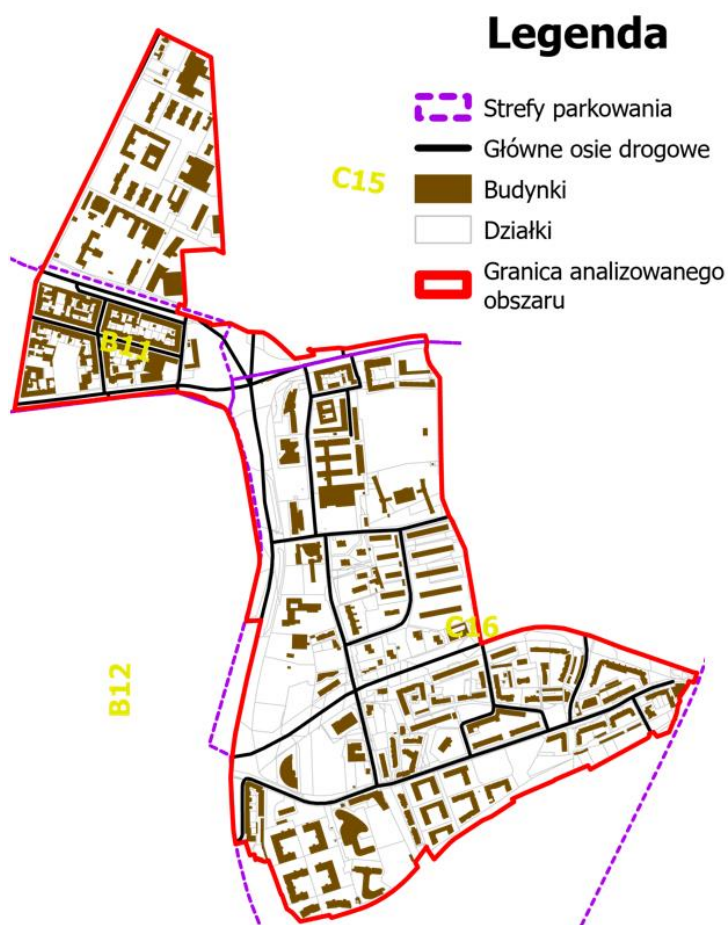 Legenda
Strefy parkowania
Główne osie drogowe
Budynki
Działki
Granica analizowanego
obszaru
C15
B11
C16
B12